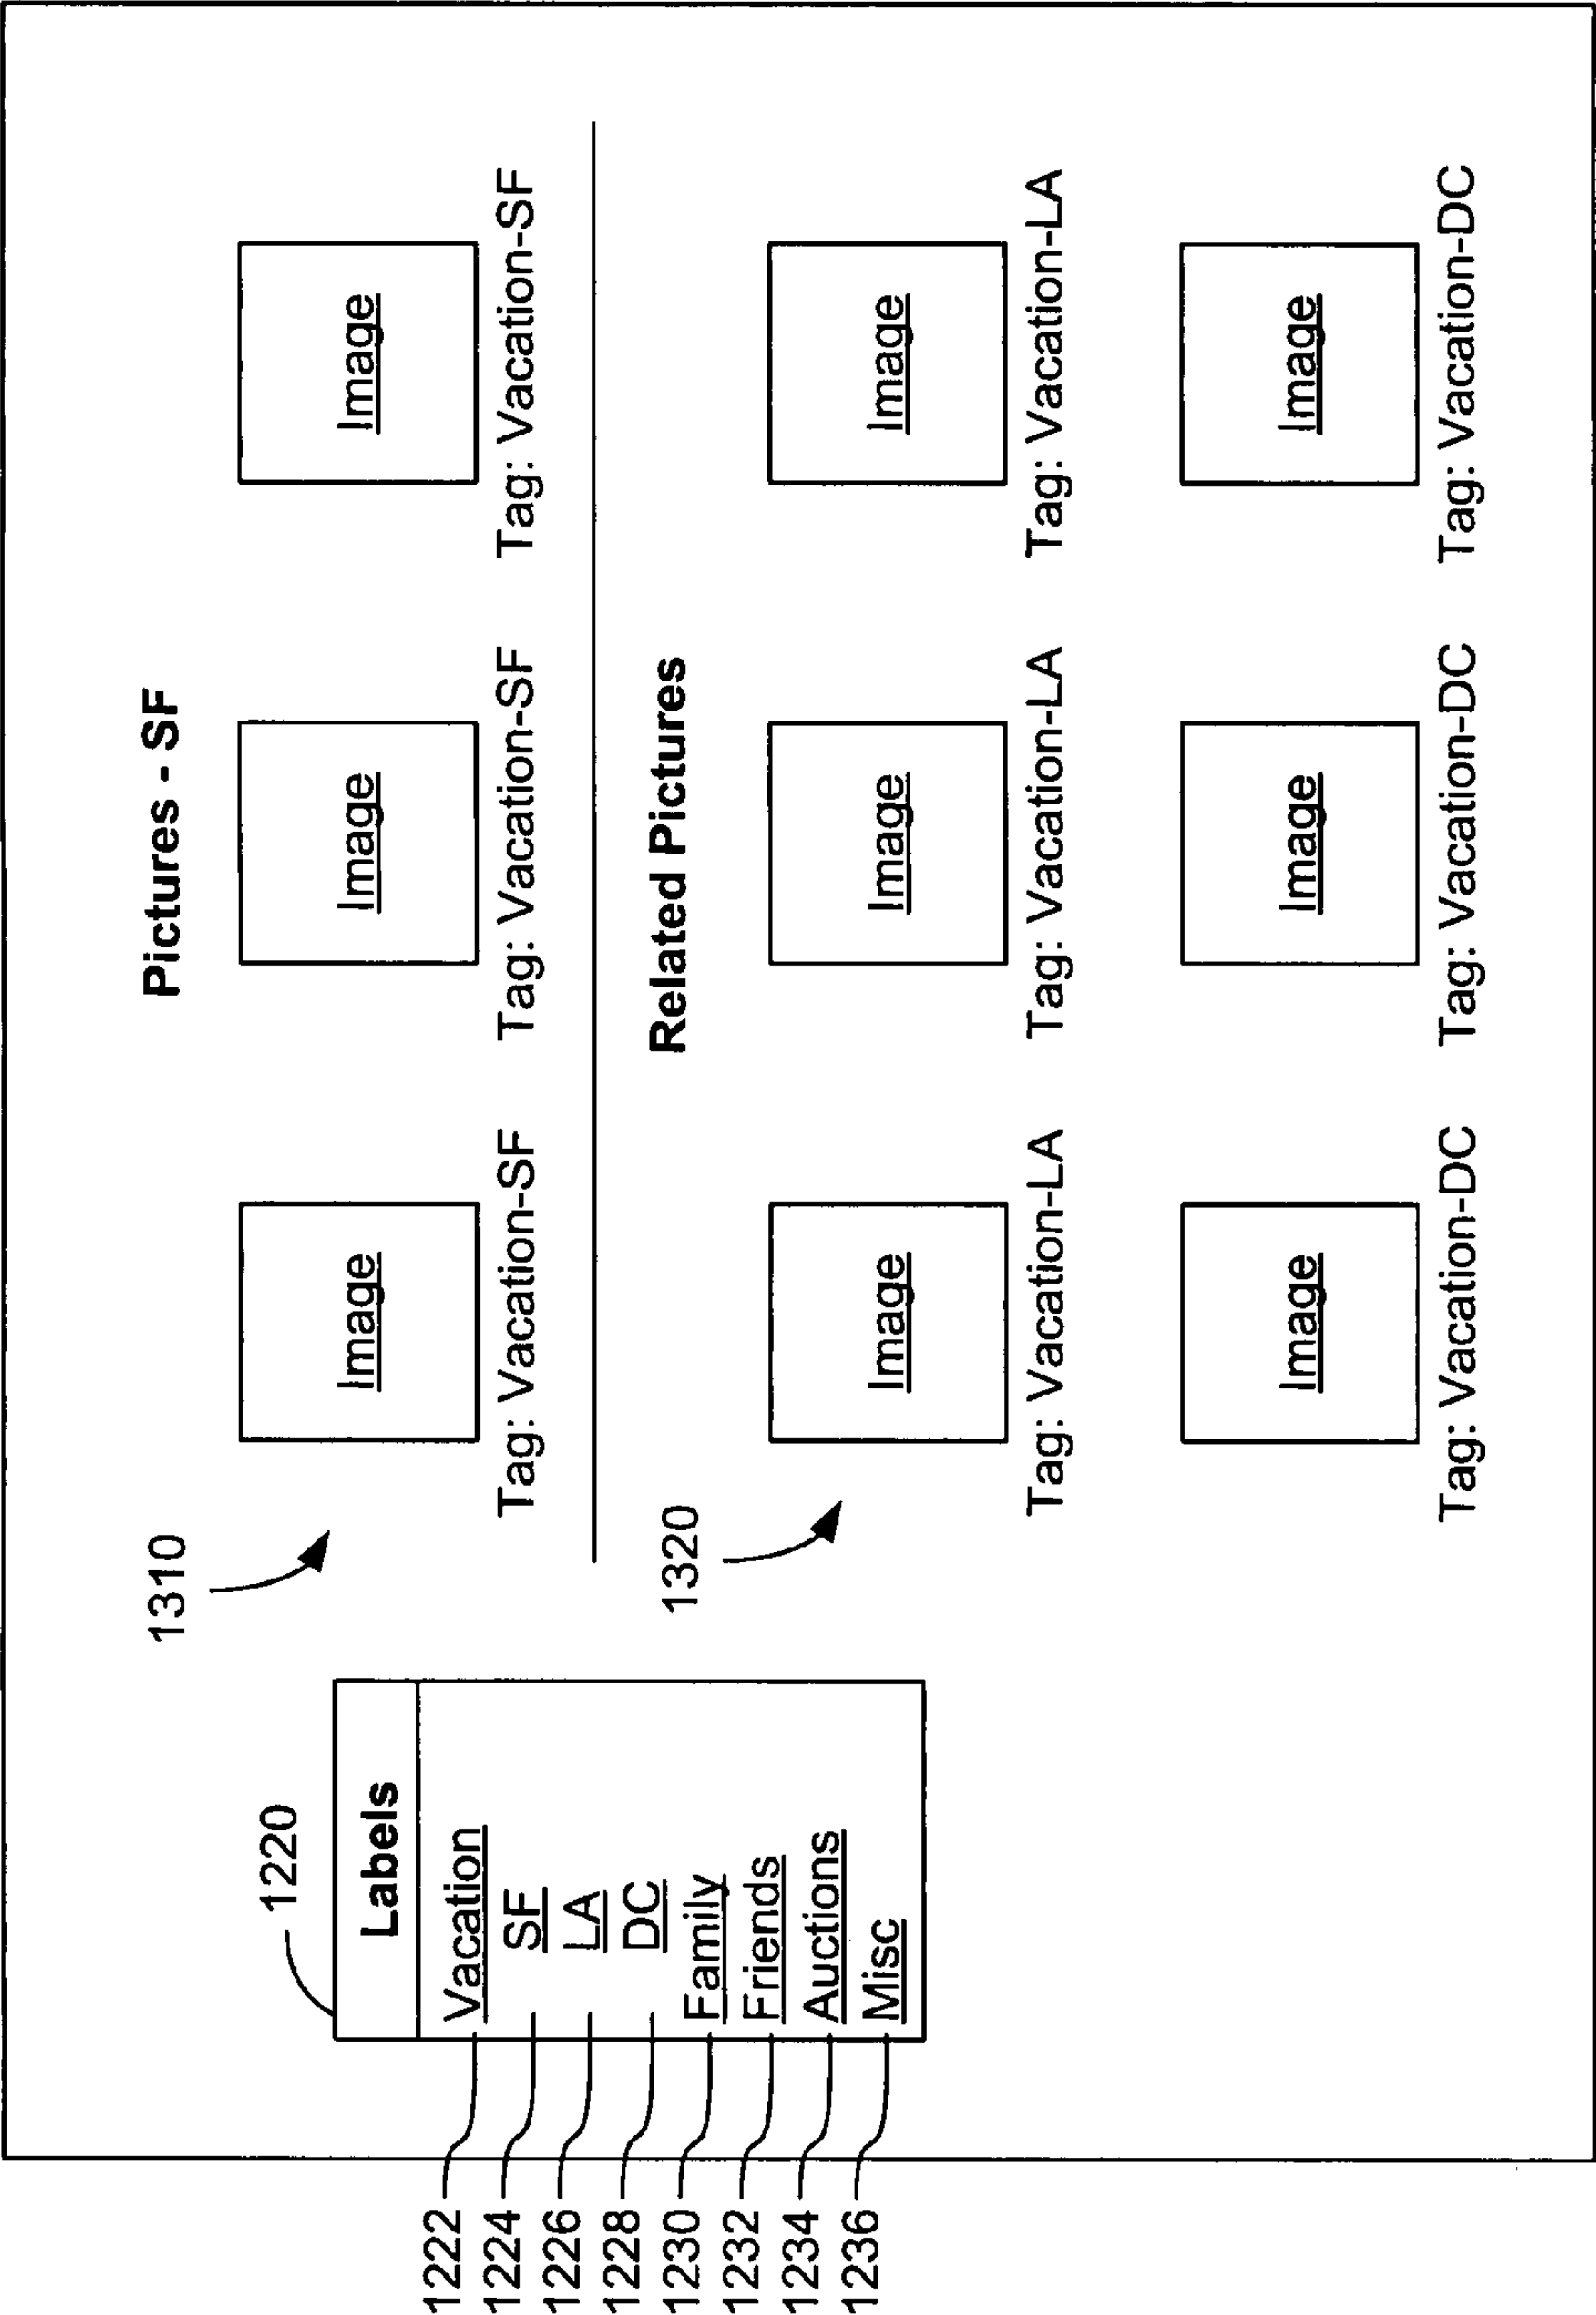 1220
Labels
1222
Vacation
1224
SF
1226
LA
1228
DC
1230
Family
1232
Friends
1234
Auctions
1236
Misc
1310
Pictures - SF
Image
Image
Image
Tag: Vacation-SF
Tag: Vacation-SF
Tag: Vacation-SF
1320
Related Pictures
Image
Image
Image
Tag: Vacation-LA
Tag: Vacation-LA
Tag: Vacation-LA
Image
Image
Image
Tag: Vacation-DC
Tag: Vacation-DC
Tag: Vacation-DC